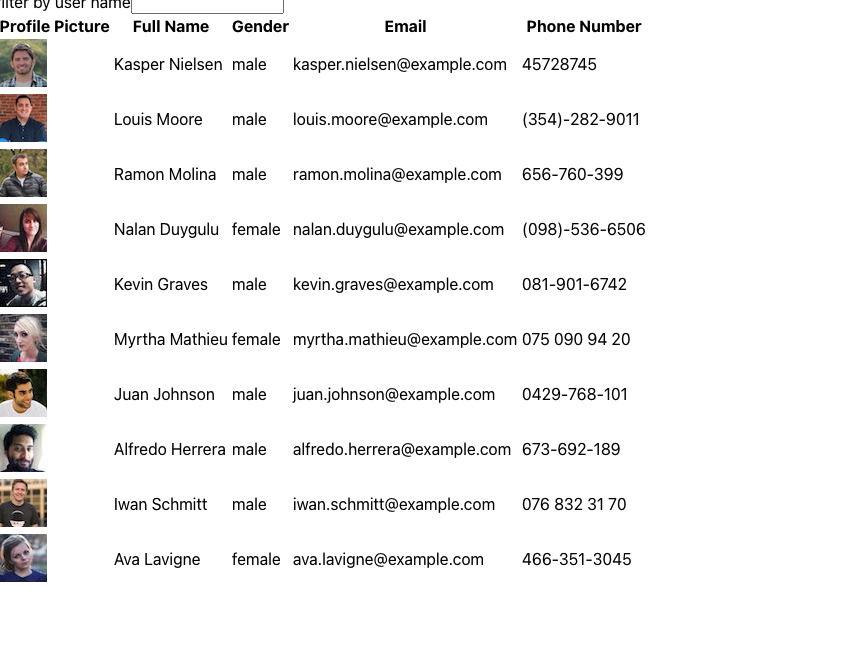 filter by user name
Profile Picture Full Name Gender Email Phone Number
Kasper Nielsen male kasper.nielsen@example.com 45728745
Louis Moore male louis.moore@example.com (354)-282-9011
Ramon Molina male ramon.molina@example.com 656-760-399
Nalan Duygulu female nalan.duygulu@example.com (098)-536-6506
Kevin Graves male kevin.graves@example.com 081-901-6742
Myrtha Mathieu female myrtha.mathieu@example.com 075 090 94 20
Juan Johnson male juan.johnson@example.com 0429-768-101
Alfredo Herrera male alfredo.herrera@example.com 673-692-189
Iwan Schmitt male iwan.schmitt@example.com 076 832 31 70
Ava Lavigne female ava.lavigne@example.com 466-351-3045